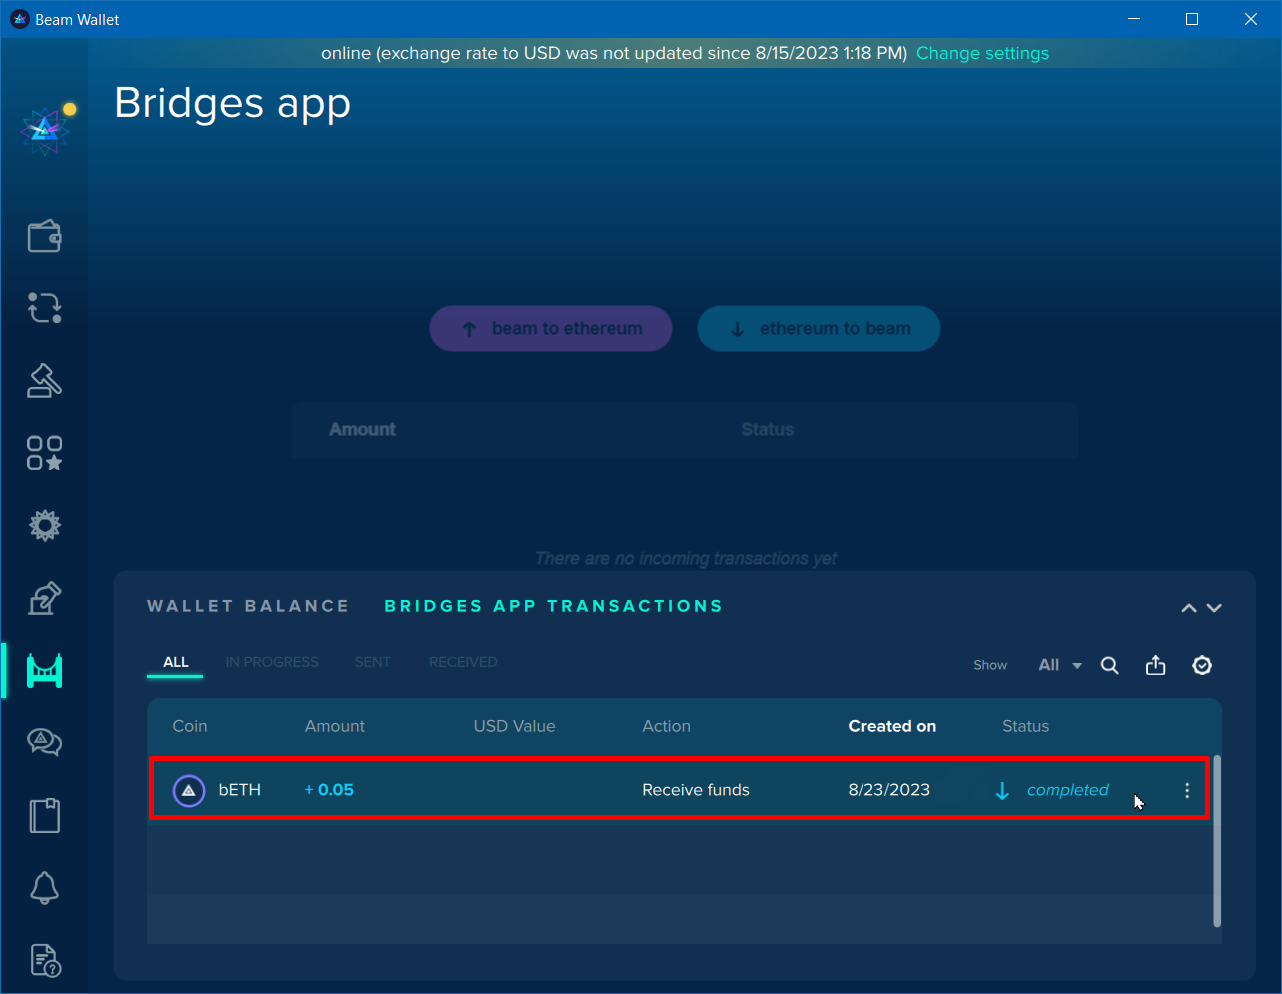 Beam Wallet
online (exchange rate to USD was not updated since 8/15/2023 1:18 PM) Change settings
Bridges app
beam to ethereum ethereum to beam
Amount Status
There are no incoming transactions yet
WALLET BALANCE BRIDGES APP TRANSACTIONS
ALL IN PROGRESS SENT RECEIVED Show All
Coin Amount USD Value Action Created on Status
bETH + 0.05 Receive funds 8/23/2023 completed